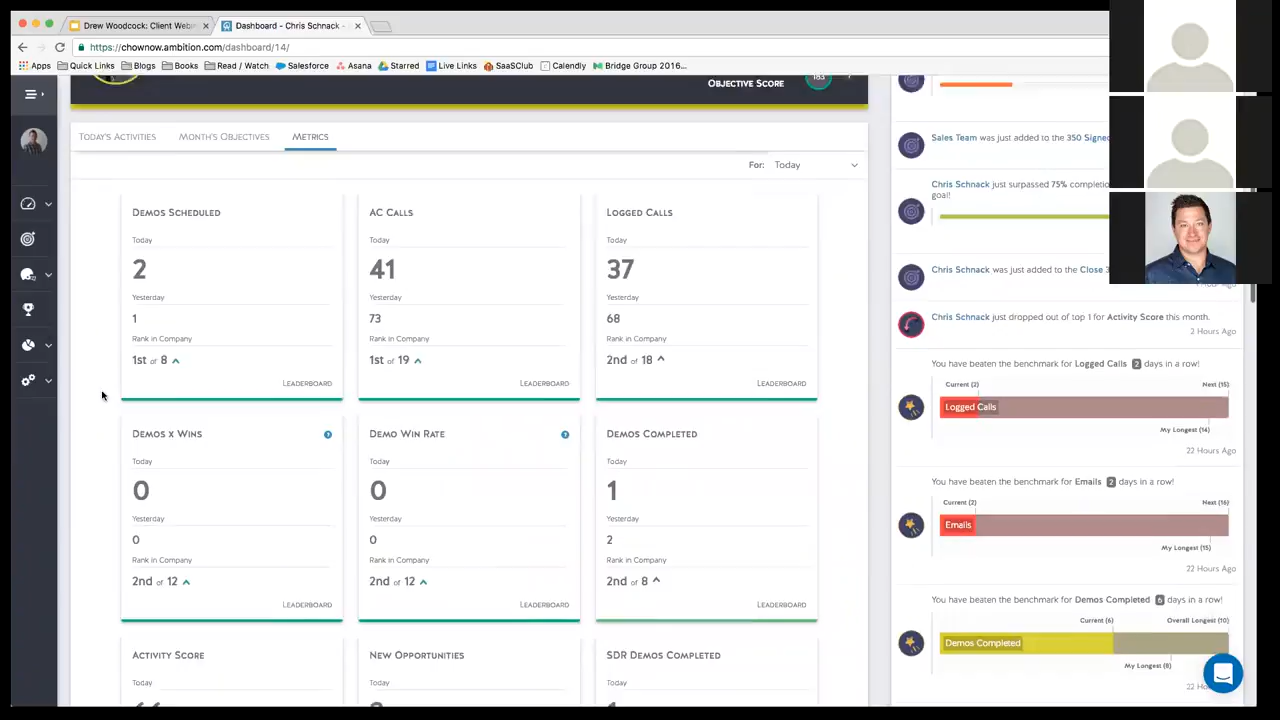 Drew Woodcock: Client Webi
Dashboard - Chris Schnack -
https://chownow.ambition.com/dashboard/14/
Apps Quick Links Blogs Books Read / Watch Salesforce Asana Starred Live Links SaaSClub Calendly Bridge Group 2016...
OBJECTIVE SCORE
183
TODAY'S ACTIVITIES
MONTH'S OBJECTIVES
METRICS
For: Today
DEMOS SCHEDULED
Today
2
Yesterday
1
Rank in Company
1st of 8
LEADERBOARD
AC CALLS
Today
41
Yesterday
73
Rank in Company
1st of 19
LEADERBOARD
LOGGED CALLS
Today
37
Yesterday
68
Rank in Company
2nd of 18
LEADERBOARD
DEMOS X WINS
Today
0
Yesterday
0
Rank in Company
2nd of 12
LEADERBOARD
DEMO WIN RATE
Today
0
Yesterday
0
Rank in Company
2nd of 12
LEADERBOARD
DEMOS COMPLETED
Today
1
Yesterday
2
Rank in Company
2nd of 8
LEADERBOARD
ACTIVITY SCORE
Today
NEW OPPORTUNITIES
Today
SDR DEMOS COMPLETED
Today
Sales Team was just added to the 350 Signed
Chris Schnack just surpassed 75% completio
goal!
Chris Schnack was just added to the Close 3
Chris Schnack just dropped out of top 1 for Activity Score this month.
2 Hours Ago
You have beaten the benchmark for Logged Calls 2 days in a row!
Current (2)
Next (15)
Logged Calls
My Longest (14)
22 Hours Ago
You have beaten the benchmark for Emails 2 days in a row!
Current (2)
Next (16)
Emails
My Longest (15)
22 Hours Ago
You have beaten the benchmark for Demos Completed 6 days in a row!
Current (6)
Overall Longest (10)
Demos Completed
My Longest (8)